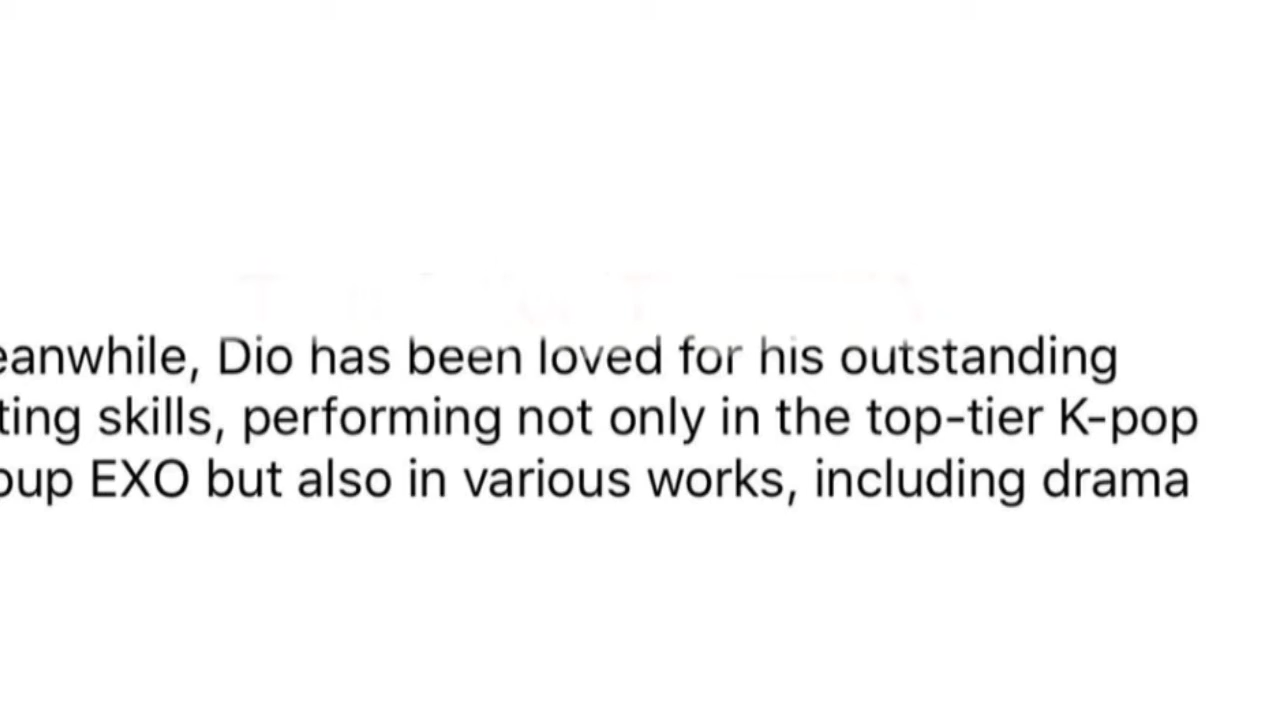 eanwhile, Dio has been loved for his outstanding
ting skills, performing not only in the top-tier K-pop
oup EXO but also in various works, including drama